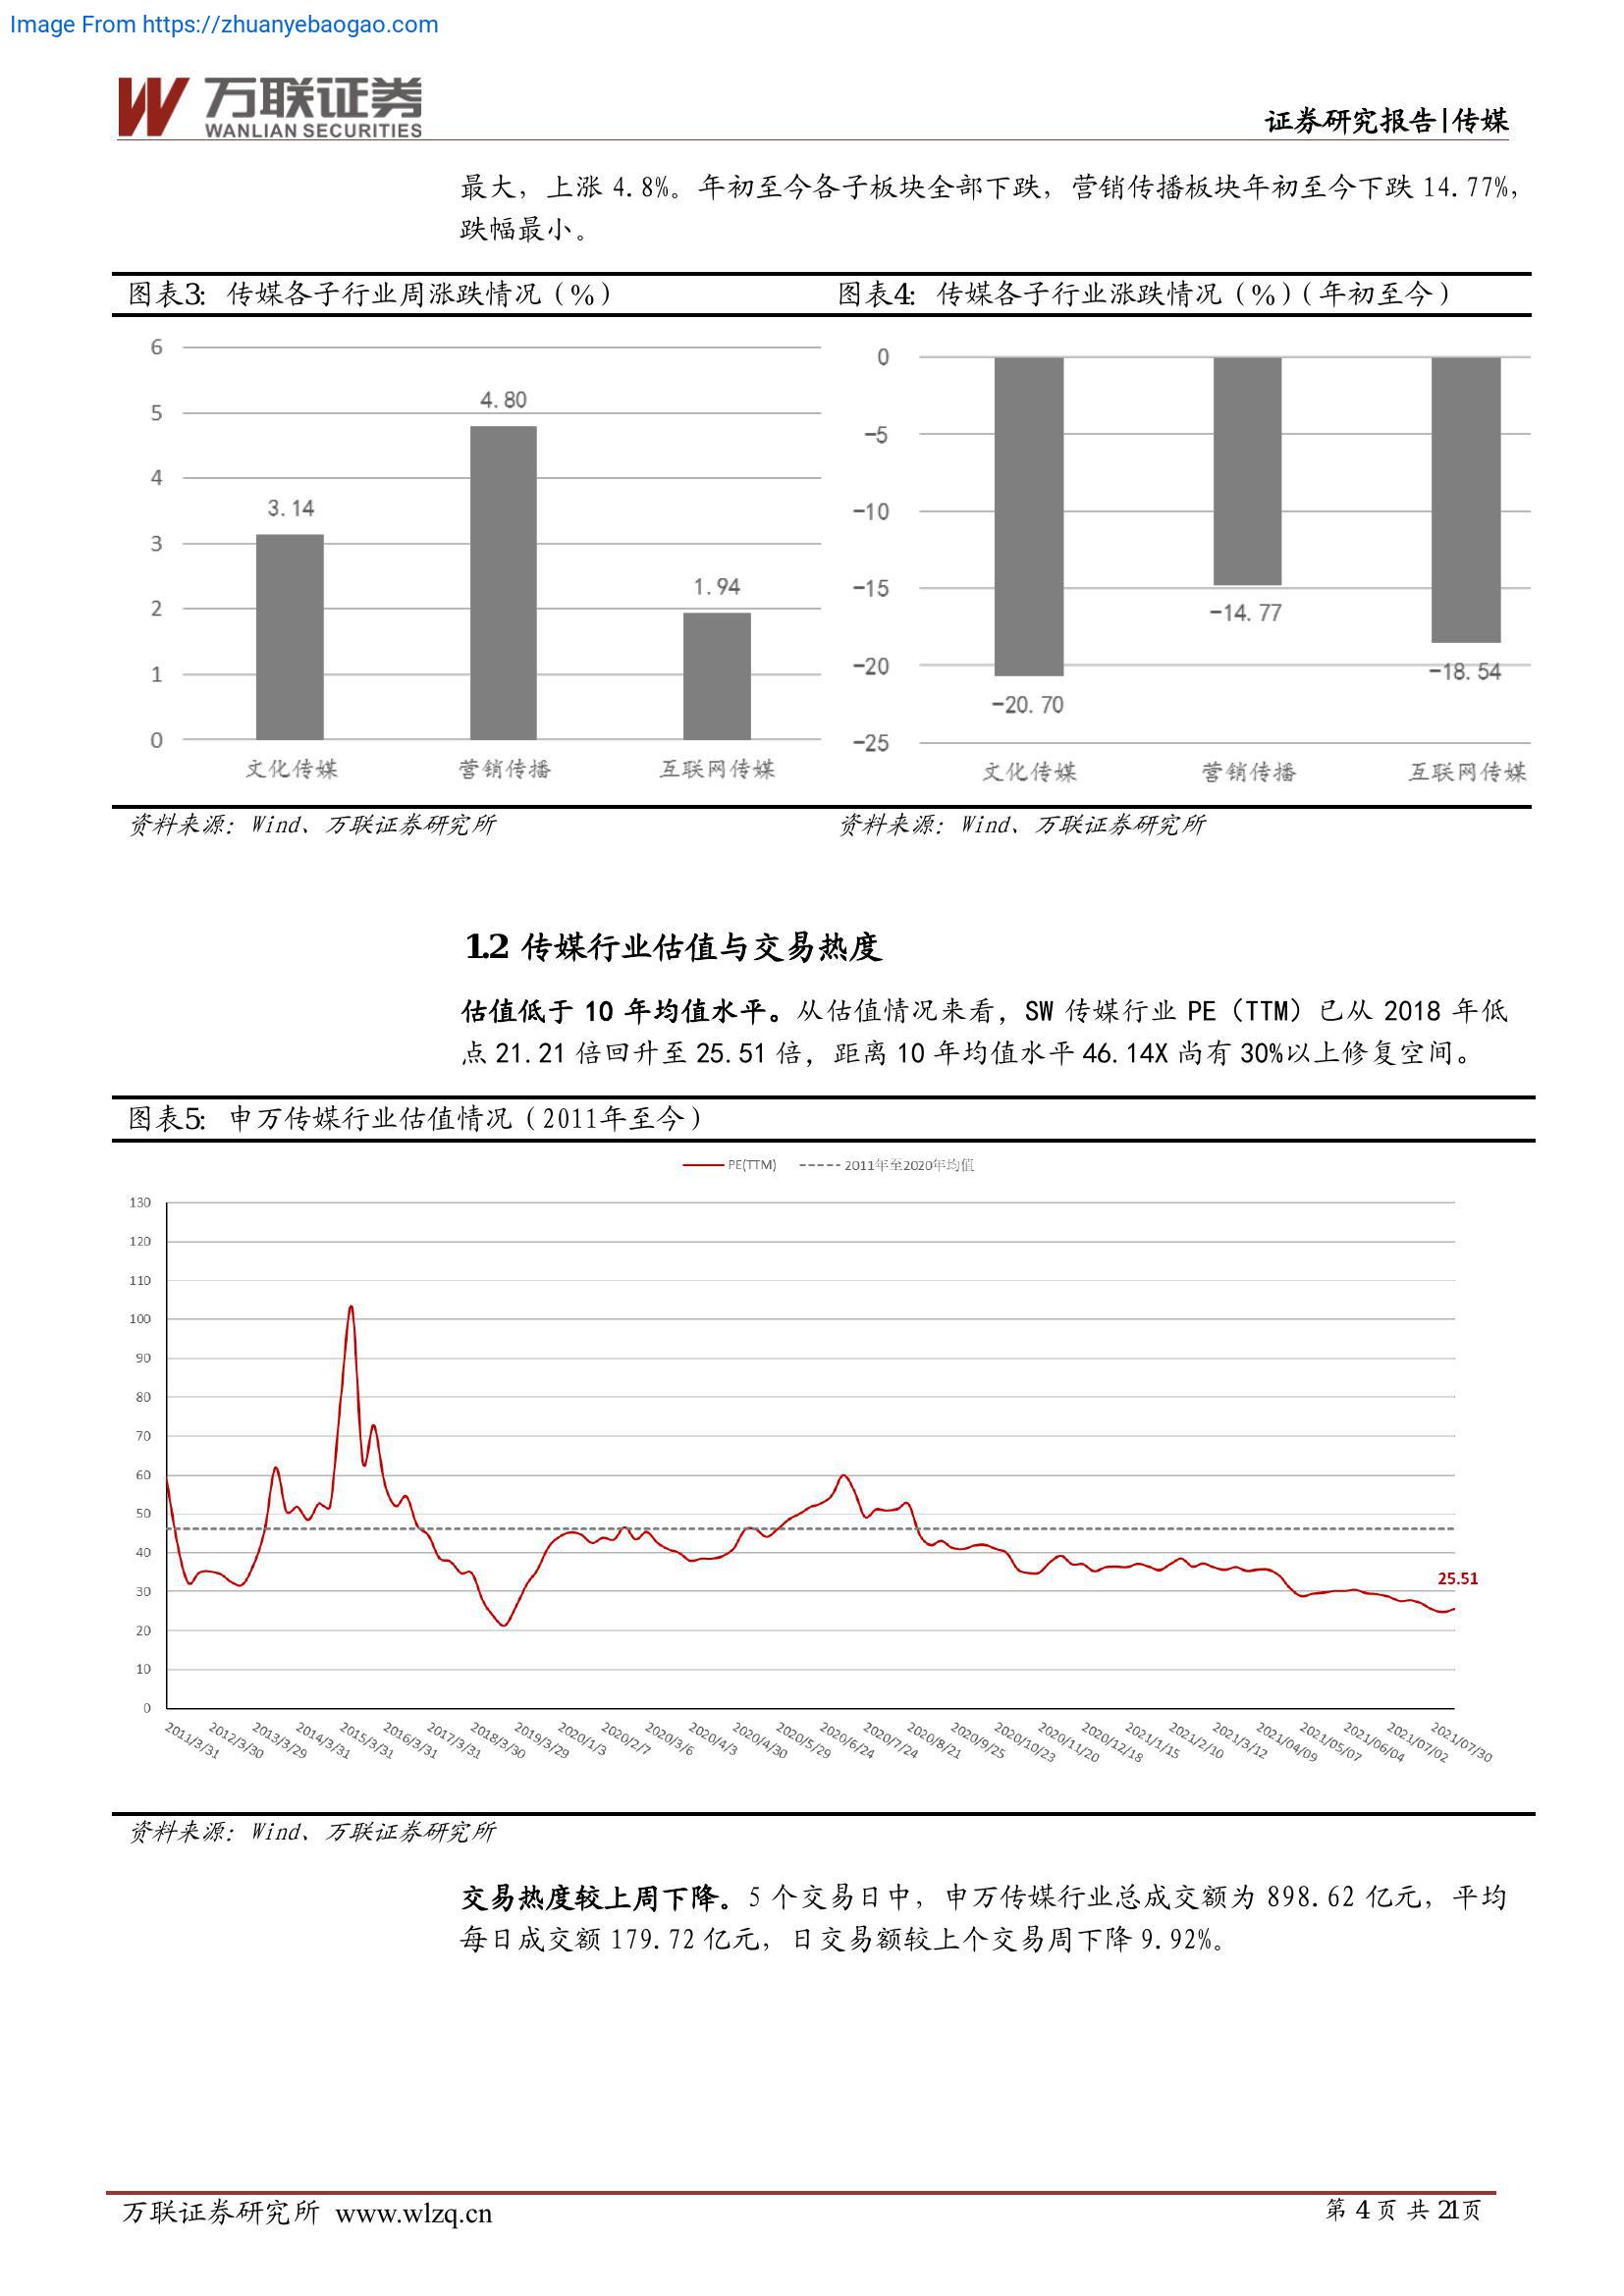 Image From https://zhuanyebaogao.com
万联证券
WANLIAN SECURITIES
证券研究报告|传媒
最大，上涨 4.8%。年初至今各子板块全部下跌，营销传播板块年初至今下跌 14.77%，
跌幅最小。
图表3: 传媒各子行业周涨跌情况（%）
图表4: 传媒各子行业涨跌情况（%）（年初至今）
6
5
4
3
2
1
0
3.14
4.80
1.94
文化传媒 营销传播 互联网传媒
0
-5
-10
-15
-20
-25
-20.70
-14.77
-18.54
文化传媒 营销传播 互联网传媒
资料来源：Wind、万联证券研究所
资料来源：Wind、万联证券研究所
1.2 传媒行业估值与交易热度
估值低于 10 年均值水平。从估值情况来看，SW 传媒行业 PE（TTM）已从 2018 年低
点 21.21 倍回升至 25.51 倍，距离 10 年均值水平 46.14X 尚有 30%以上修复空间。
图表5: 申万传媒行业估值情况（2011年至今）
PE(TTM) 2011年至2020年均值
130
120
110
100
90
80
70
60
50
40
30
20
10
0
25.51
2011/3/31 2012/3/30 2013/3/29 2014/3/31 2015/3/31 2016/3/31 2017/3/31 2018/3/30 2019/3/29 2020/1/3 2020/2/7 2020/3/6 2020/4/3 2020/4/30 2020/5/29 2020/6/24 2020/7/24 2020/8/21 2020/9/25 2020/10/23 2020/11/20 2020/12/18 2021/1/15 2021/2/10 2021/3/12 2021/04/09 2021/05/07 2021/06/04 2021/07/02 2021/07/30
资料来源：Wind、万联证券研究所
交易热度较上周下降。5 个交易日中，申万传媒行业总成交额为 898.62 亿元，平均
每日成交额 179.72 亿元，日交易额较上个交易周下降 9.92%。
万联证券研究所 www.wlzq.cn
第 4 页 共 21 页